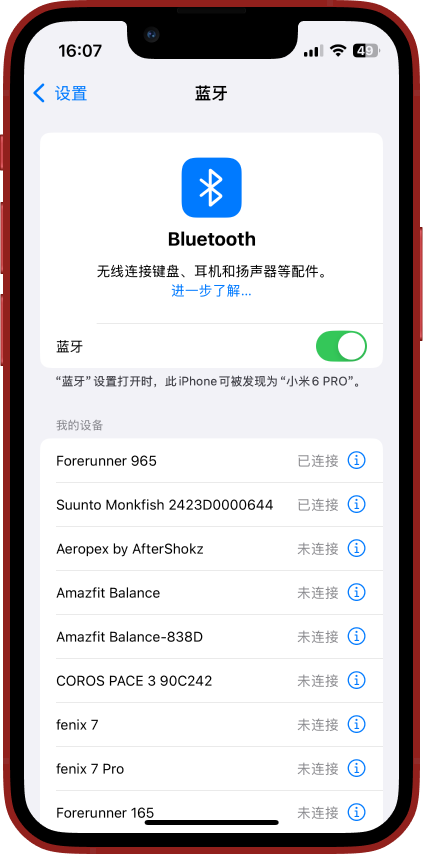 16:07
49
设置
蓝牙
Bluetooth
无线连接键盘、耳机和扬声器等配件。
进一步了解...
蓝牙
“蓝牙”设置打开时，此 iPhone 可被发现为“小米 6 PRO”。
我的设备
Forerunner 965 已连接
Suunto Monkfish 2423D0000644 已连接
Aeropex by AfterShokz 未连接
Amazfit Balance 未连接
Amazfit Balance-838D 未连接
COROS PACE 3 90C242 未连接
fenix 7 未连接
fenix 7 Pro 未连接
Forerunner 165 未连接